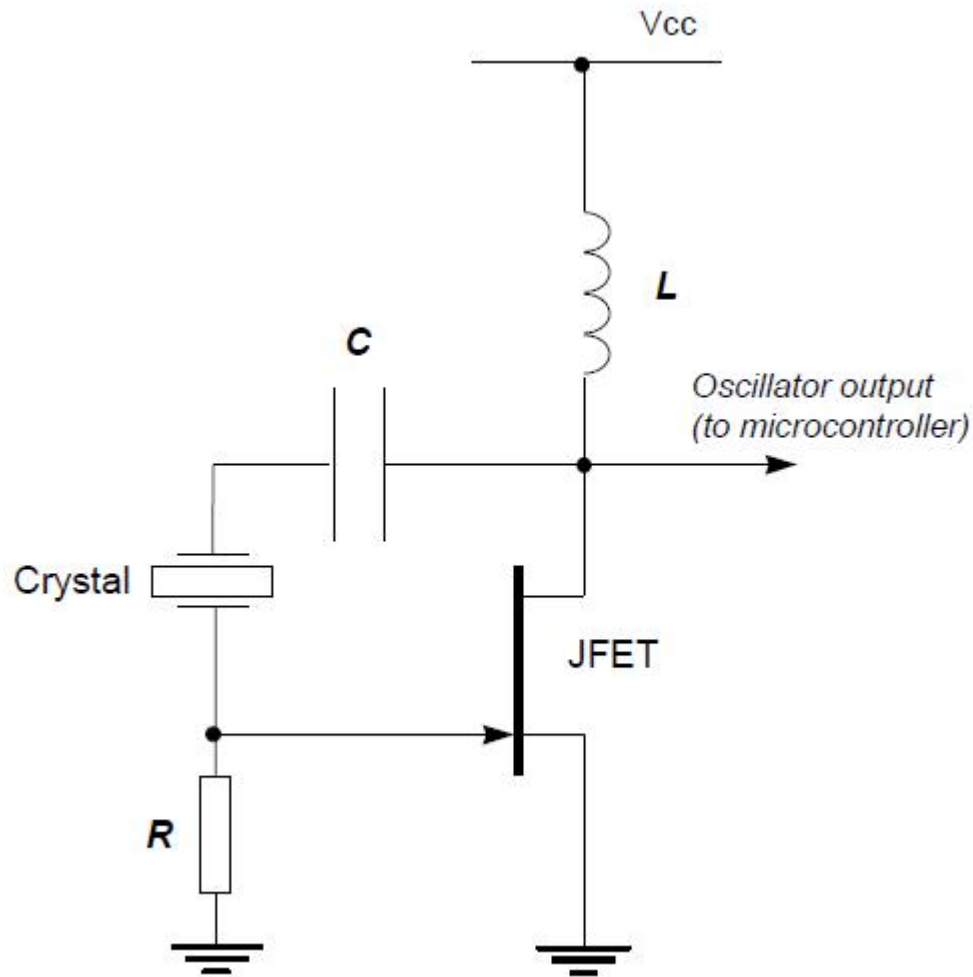 Vcc
L
C
Oscillator output
(to microcontroller)
Crystal
JFET
R